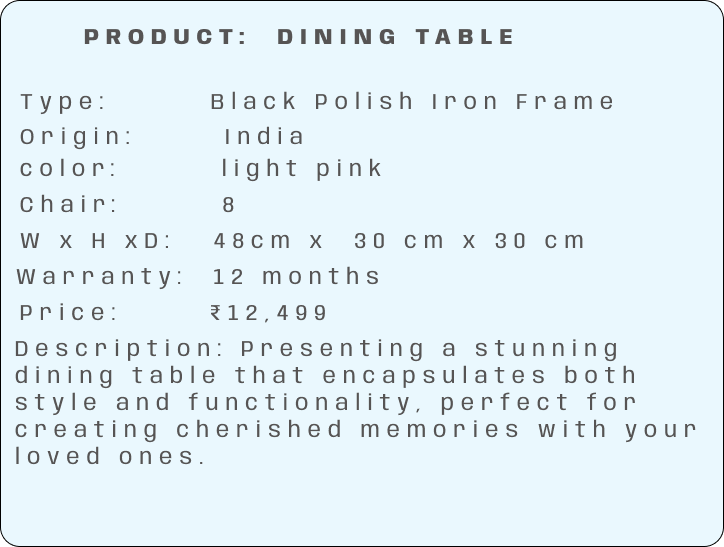 PRODUCT: DINING TABLE
Type: Black Polish Iron Frame
Origin: India
color: light pink
Chair: 8
W x H xD: 48cm x 30 cm x 30 cm
Warranty: 12 months
Price: ₹12,499
Description: Presenting a stunning
dining table that encapsulates both
style and functionality, perfect for
creating cherished memories with your
loved ones.